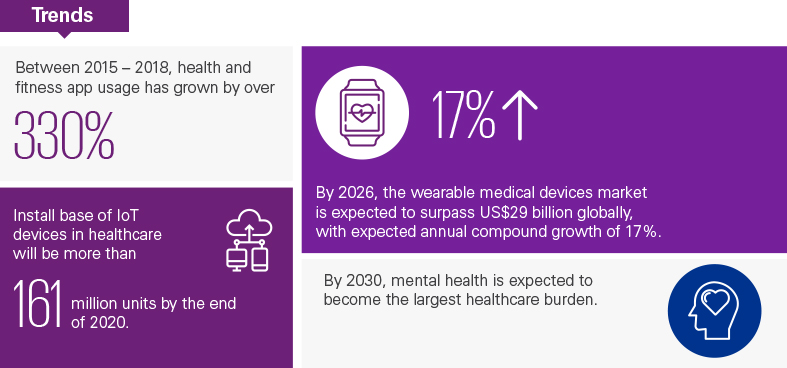 Trends
Between 2015 – 2018, health and
fitness app usage has grown by over
330%
Install base of IoT
devices in healthcare
will be more than
161 million units by the end
of 2020.
17%
By 2026, the wearable medical devices market
is expected to surpass US$29 billion globally,
with expected annual compound growth of 17%.
By 2030, mental health is expected to
become the largest healthcare burden.